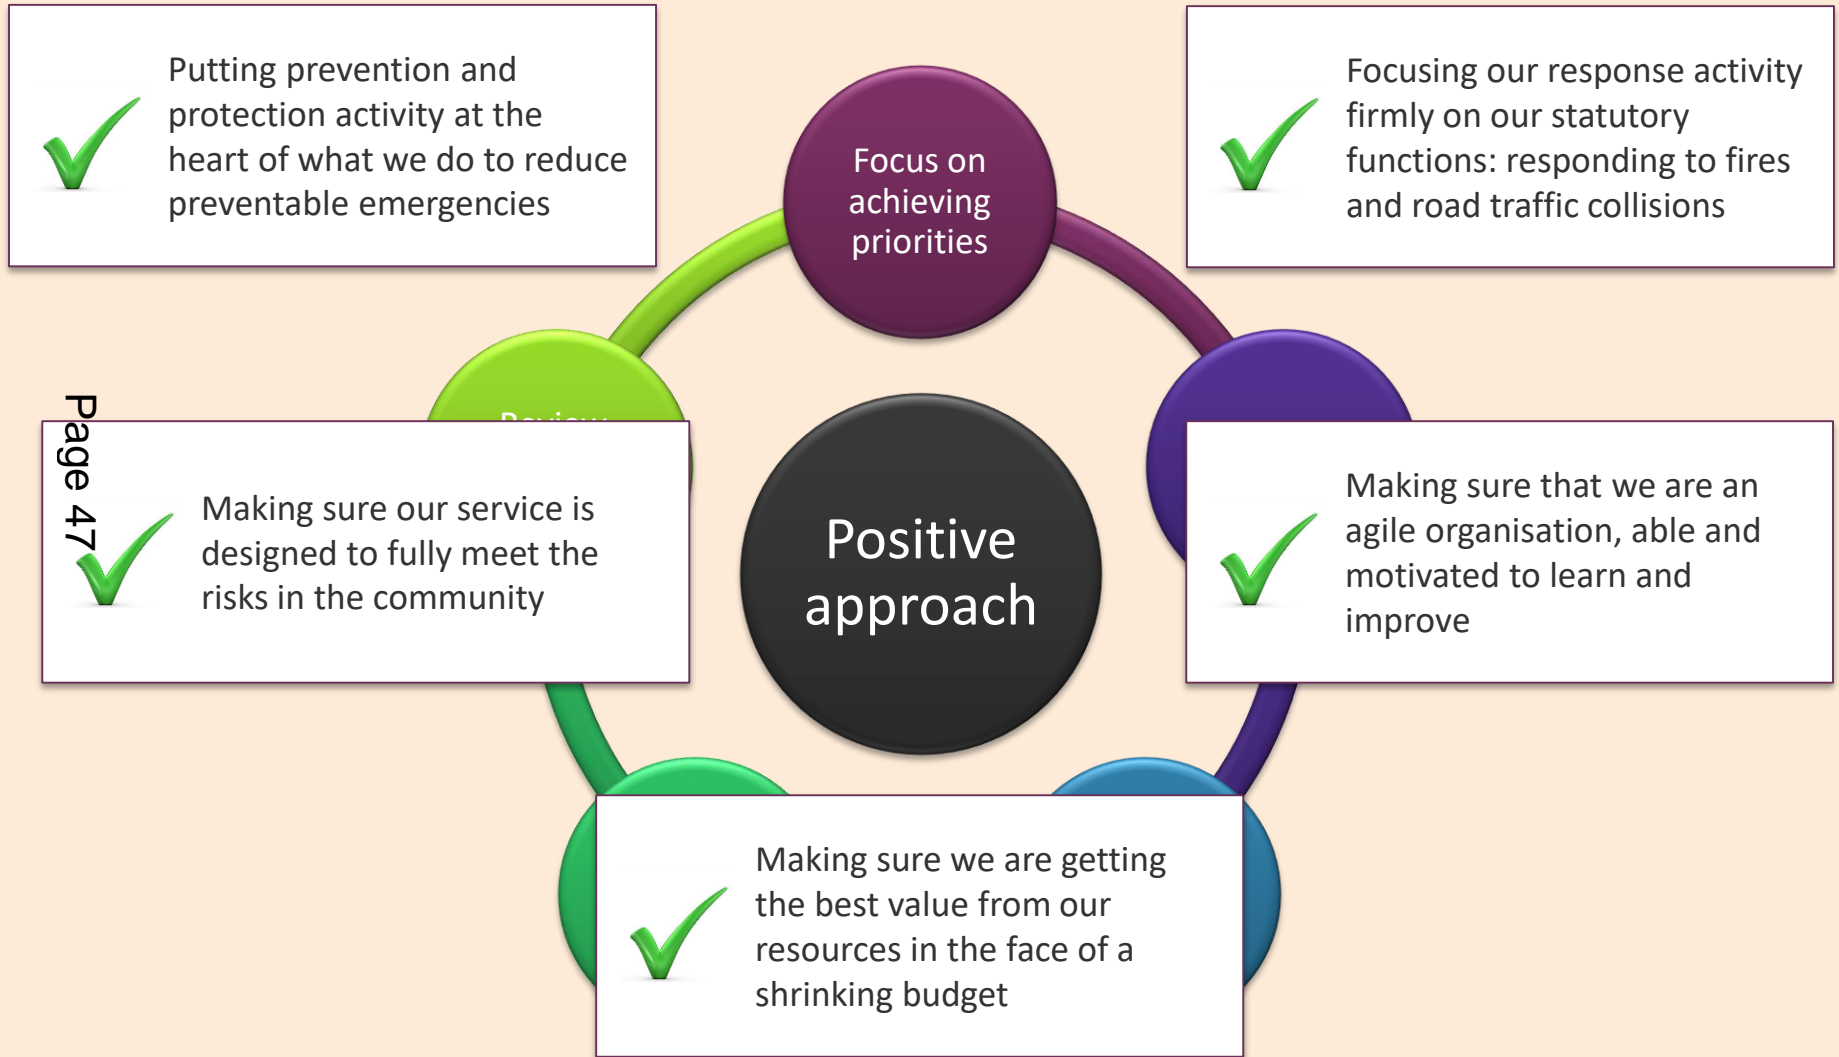 Putting prevention and
protection activity at the
heart of what we do to reduce
preventable emergencies
Focus on
achieving
priorities
Focusing our response activity
firmly on our statutory
functions: responding to fires
and road traffic collisions
Page 47
Making sure our service is
designed to fully meet the
risks in the community
Positive
approach
Making sure that we are an
agile organisation, able and
motivated to learn and
improve
Making sure we are getting
the best value from our
resources in the face of a
shrinking budget